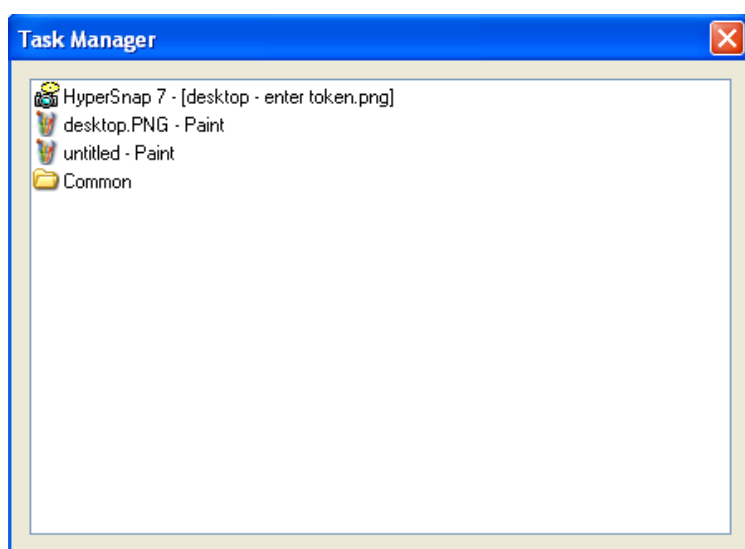 Task Manager
HyperSnap 7 - [desktop - enter token.png]
desktop.PNG - Paint
untitled - Paint
Common